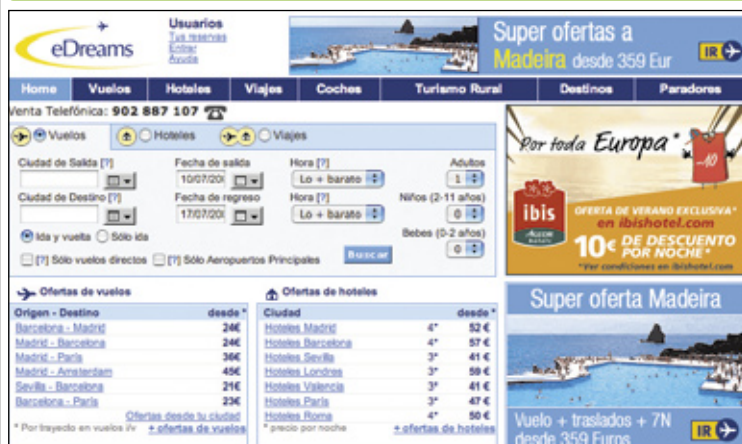 eDreams
Usuarios
Tus reservas
Entrar
Ayuda
Super ofertas a
Madeira desde 359 Eur
IR
Home Vuelos Hoteles Viajes Coches Turismo Rural Destinos Paradores
Venta Telefónica: 902 887 107
Vuelos Hoteles Viajes
Ciudad de Salida [?] Fecha de salida Hora [?] Adultos
10/07/20 Lo + barato 1
Ciudad de Destino [?] Fecha de regreso Hora [?] Niños (2-11 años)
17/07/20 Lo + barato 0
Ida y vuelta Sólo ida Bebes (0-2 años)
[?] Sólo vuelos directos [?] Sólo Aeropuertos Principales Buscar 0
Ofertas de vuelos
Origen - Destino desde *
Barcelona - Madrid 24€
Madrid - Barcelona 24€
Madrid - París 36€
Madrid - Amsterdam 45€
Sevilla - Barcelona 21€
Barcelona - París 23€
Ofertas desde tu ciudad
* Por trayecto en vuelos i/v + ofertas de vuelos
Ofertas de hoteles
Ciudad desde *
Hoteles Madrid 4* 52 €
Hoteles Barcelona 4* 57 €
Hoteles Sevilla 3* 41 €
Hoteles Londres 3* 59 €
Hoteles Valencia 3* 41 €
Hoteles París 3* 47 €
Hoteles Roma 4* 50 €
* precio por noche + ofertas de hoteles
Por toda Europa *
-10
ibis
ACCOR
OFERTA DE VERANO EXCLUSIVA*
en ibishotel.com
10€ DE DESCUENTO
POR NOCHE*
*Ver condiciones en ibishotel.com
Super oferta Madeira
Vuelo + traslados + 7N
desde 359 Euros
IR